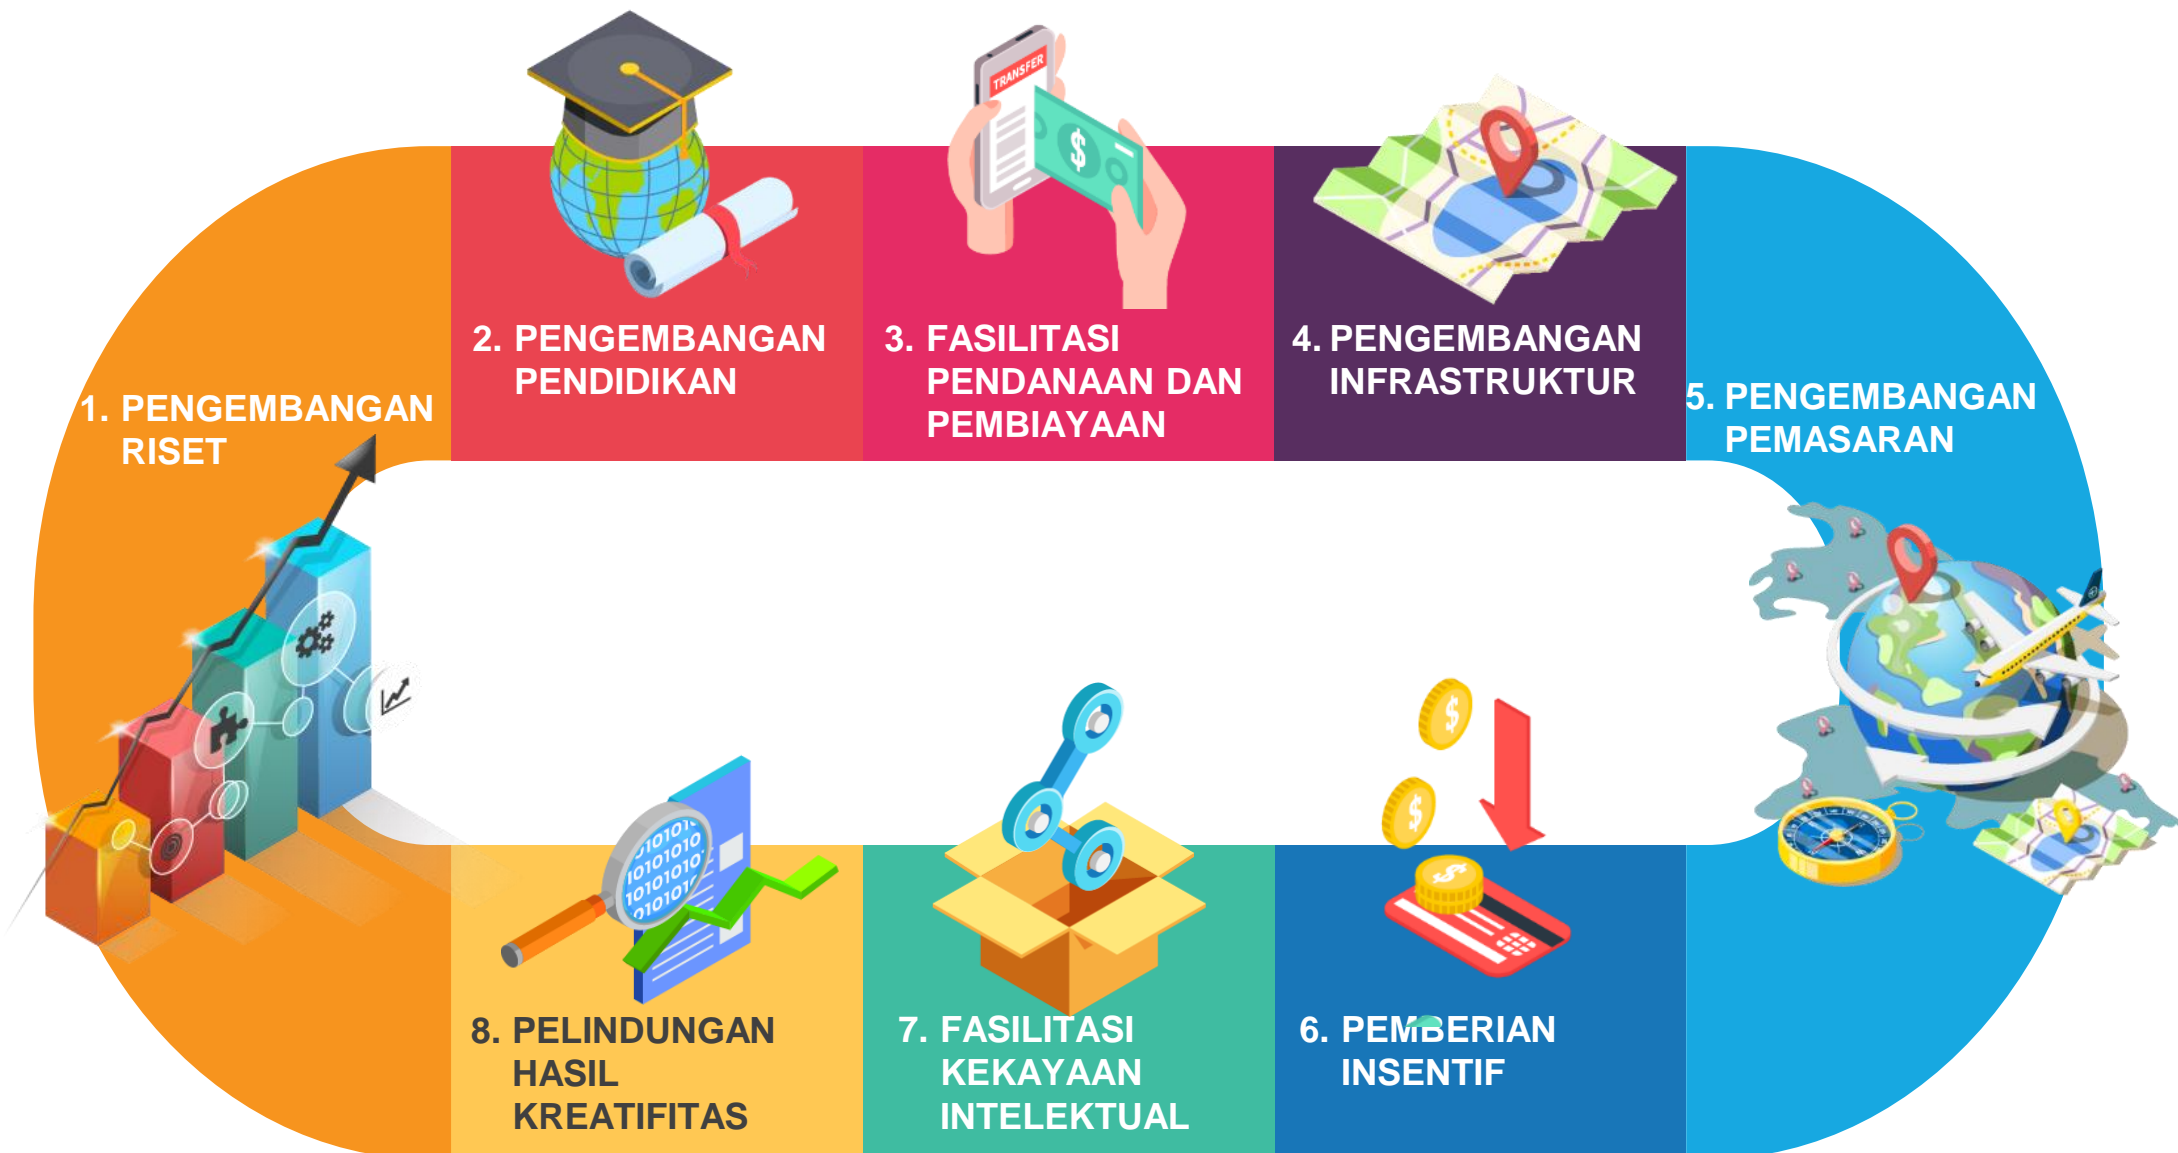 1. PENGEMBANGAN
RISET
2. PENGEMBANGAN
PENDIDIKAN
TRANSFER
3. FASILITASI
PENDANAAN DAN
PEMBIAYAAN
4. PENGEMBANGAN
INFRASTRUKTUR
5. PENGEMBANGAN
PEMASARAN
6. PEMBERIAN
INSENTIF
7. FASILITASI
KEKAYAAN
INTELEKTUAL
8. PELINDUNGAN
HASIL
KREATIFITAS